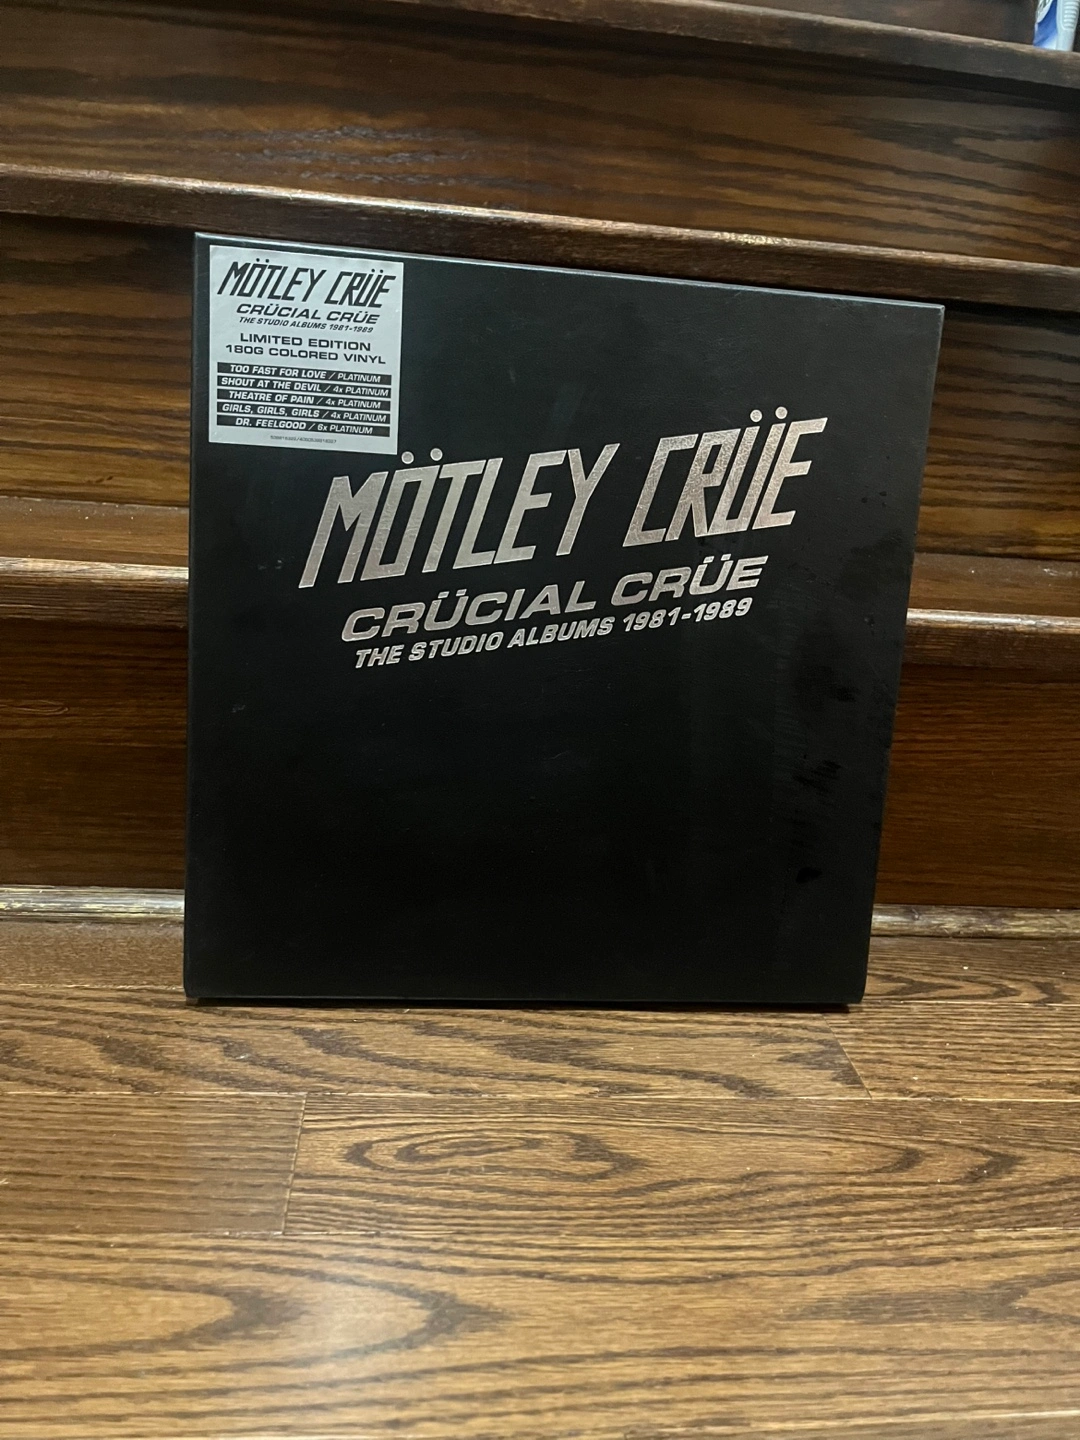 MÖTLEY CRÜE
CRÜCIAL CRÜE
THE STUDIO ALBUMS 1981-1989
LIMITED EDITION
180G COLORED VINYL
TOO FAST FOR LOVE / PLATINUM
SHOUT AT THE DEVIL / 4x PLATINUM
THEATRE OF PAIN / 4x PLATINUM
GIRLS, GIRLS, GIRLS / 4x PLATINUM
DR. FEELGOOD / 6x PLATINUM
MÖTLEY CRÜE
CRÜCIAL CRÜE
THE STUDIO ALBUMS 1981-1989